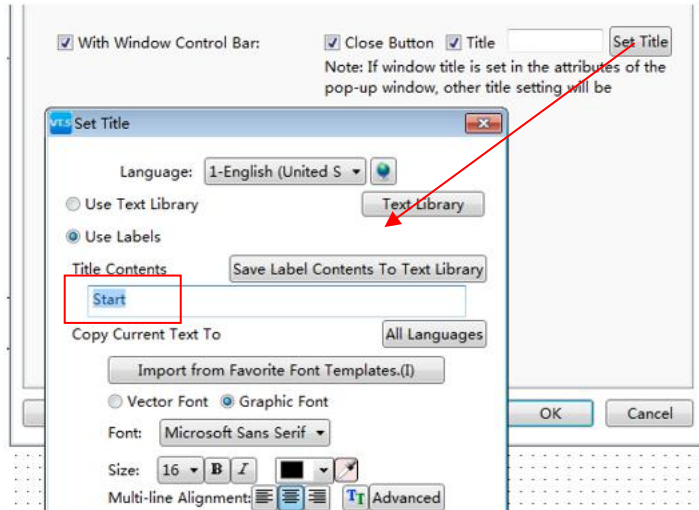 With Window Control Bar: Close Button Title Set Title
Note: If window title is set in the attributes of the
pop-up window, other title setting will be
VT.S Set Title
Language: 1-English (United S
Use Text Library Text Library
Use Labels
Title Contents Save Label Contents To Text Library
Start
Copy Current Text To All Languages
Import from Favorite Font Templates.(I)
Vector Font Graphic Font
OK Cancel
Font: Microsoft Sans Serif
Size: 16 B I
Multi-line Alignment: TT Advanced